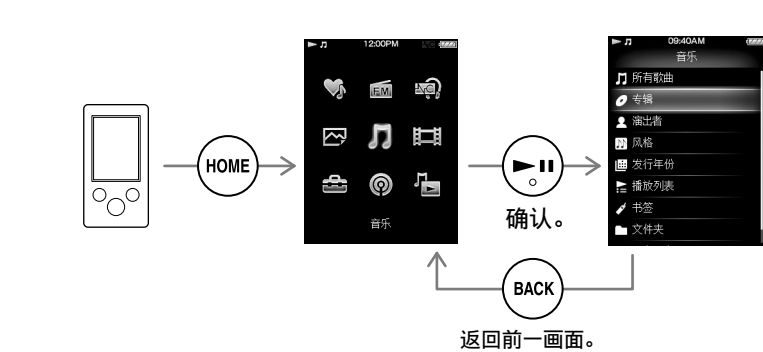 HOME
12:00PM
FM
音乐
确认。
09:40AM
音乐
所有歌曲
专辑
演出者
风格
发行年份
播放列表
书签
文件夹
BACK
返回前一画面。